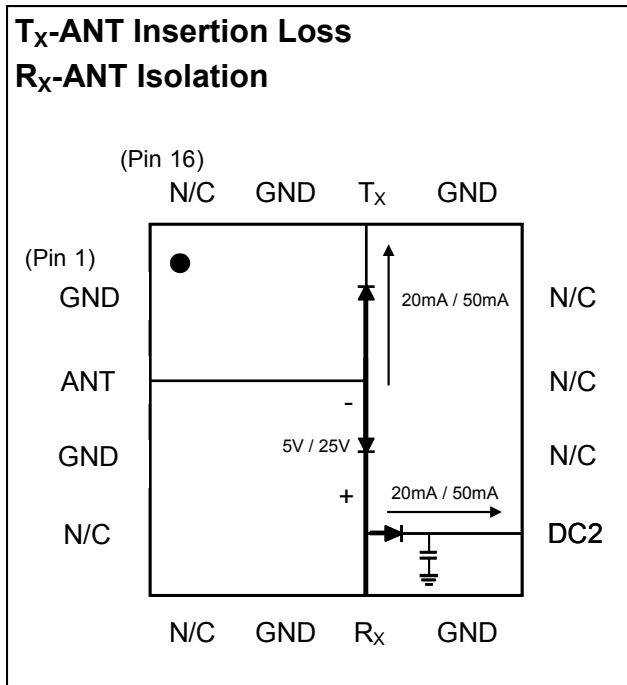 Tx-ANT Insertion Loss
Rx-ANT Isolation
(Pin 16)
N/C GND Tx GND
(Pin 1)
GND 20mA / 50mA N/C
ANT N/C
-
GND 5V / 25V N/C
+ 20mA / 50mA
N/C DC2
N/C GND Rx GND